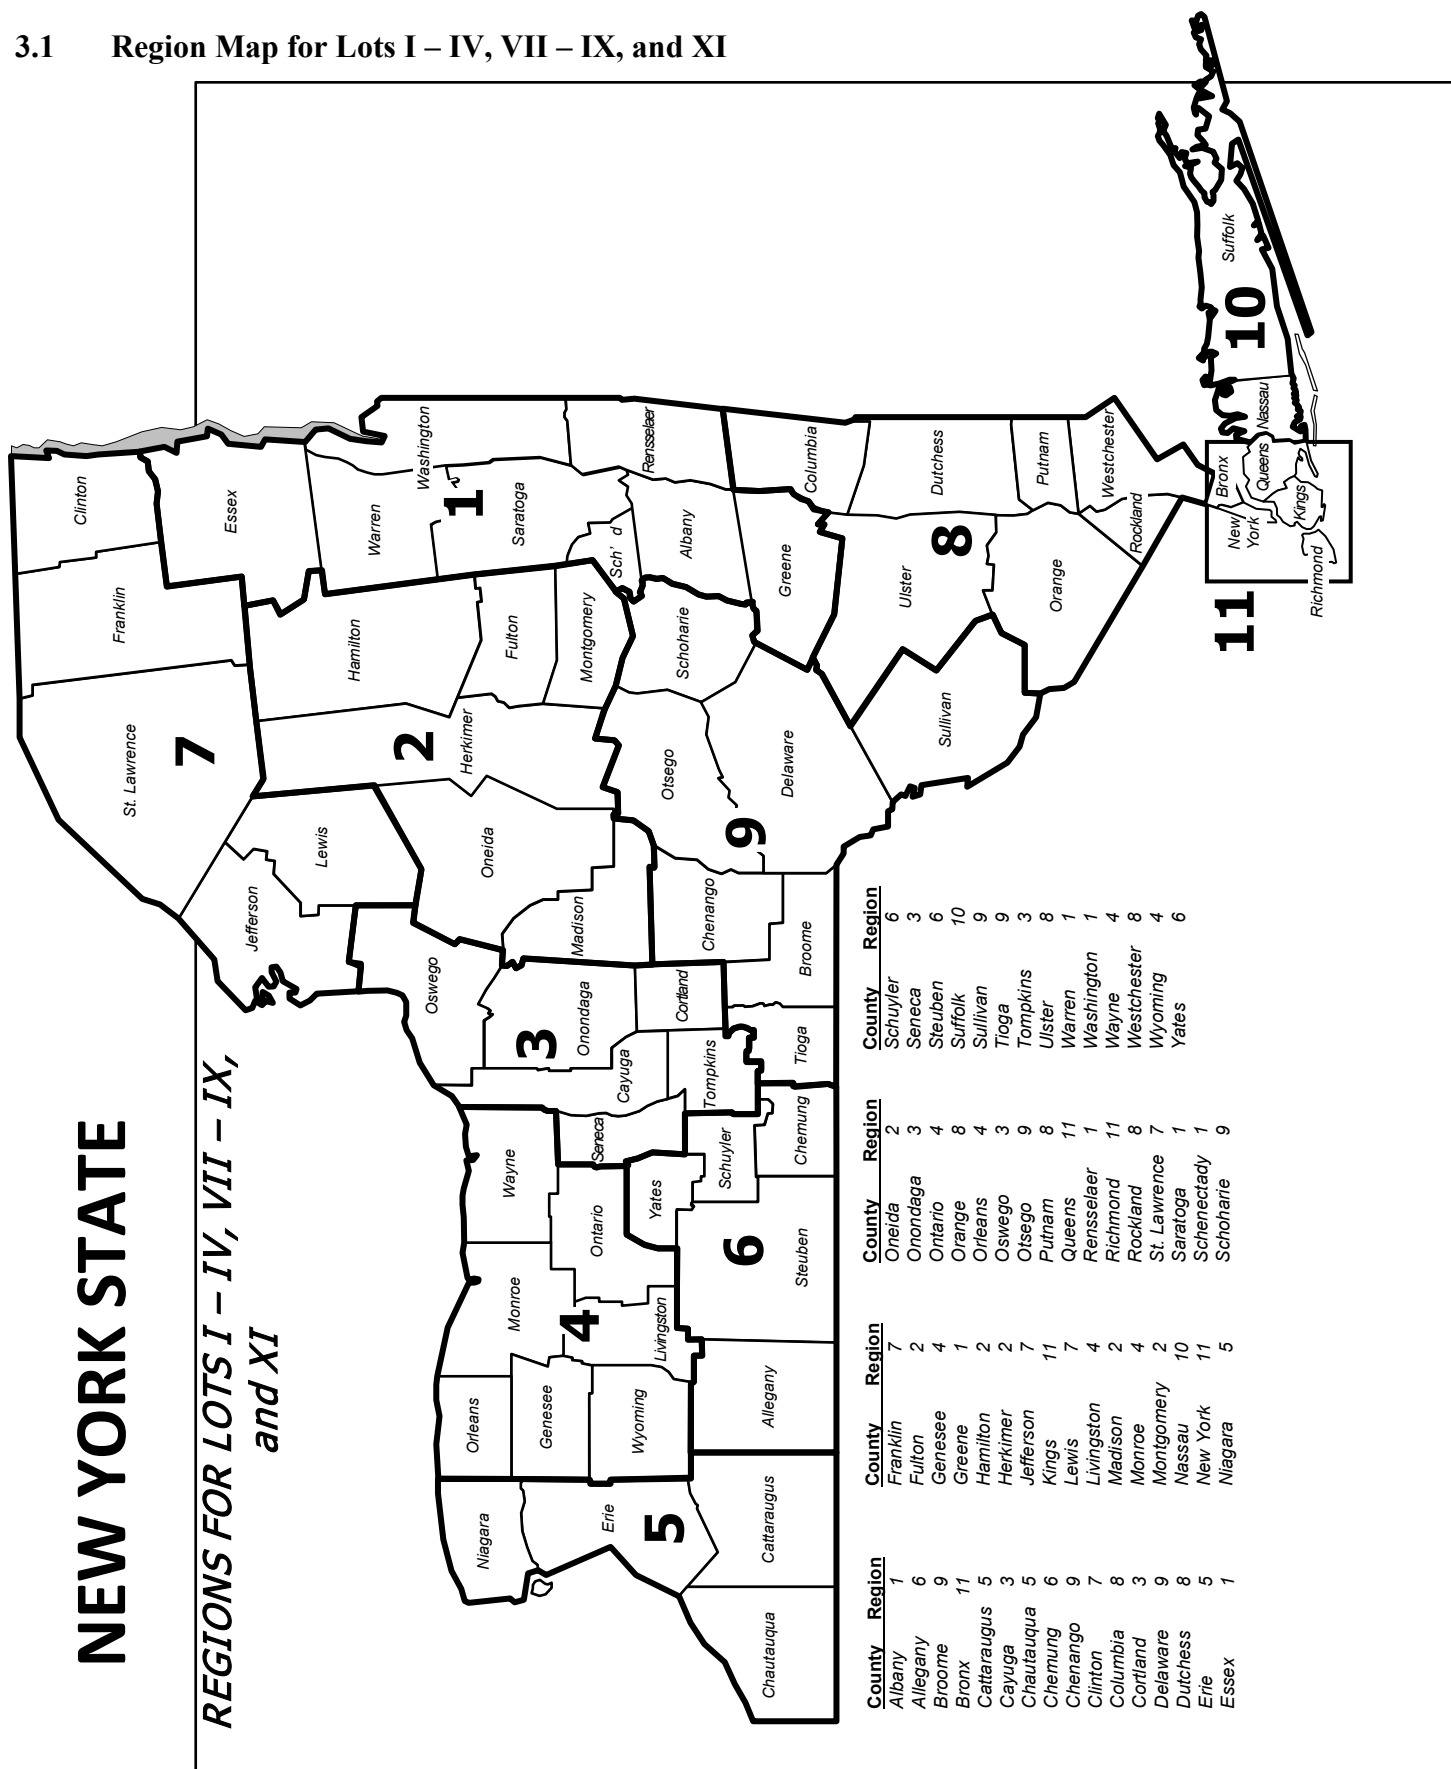 3.1 Region Map for Lots I – IV, VII – IX, and XI
NEW YORK STATE
REGIONS FOR LOTS I – IV, VII – IX,
and XI
Clinton
Franklin
St. Lawrence
7
Essex
Jefferson
Lewis
Hamilton
Warren
Washington
1
Saratoga
Herkimer
2
Fulton
Montgomery
Sch' d
Rensselaer
Albany
Oneida
Madison
Oswego
Onondaga
3
Cayuga
Cortland
Tompkins
Seneca
Wayne
Ontario
Yates
Monroe
4
Livingston
Orleans
Genesee
Wyoming
Niagara
Erie
5
Chautauqua
Cattaraugus
Allegany
Steuben
6
Schuyler
Chemung
Tioga
Broome
Chenango
9
Otsego
Delaware
Schoharie
Greene
Columbia
Dutchess
Ulster
8
Sullivan
Orange
Putnam
Westchester
Rockland
Bronx
New
York
Queens
Kings
Richmond
11
Nassau
10
Suffolk
County Region
Albany 1
Allegany 6
Broome 9
Bronx 11
Cattaraugus 5
Cayuga 3
Chautauqua 5
Chemung 6
Chenango 9
Clinton 7
Columbia 8
Cortland 3
Delaware 9
Dutchess 8
Erie 5
Essex 1
County Region
Franklin 7
Fulton 2
Genesee 4
Greene 1
Hamilton 2
Herkimer 2
Jefferson 7
Kings 11
Lewis 7
Livingston 4
Madison 2
Monroe 4
Montgomery 2
Nassau 10
New York 11
Niagara 5
County Region
Oneida 2
Onondaga 3
Ontario 4
Orange 8
Orleans 4
Oswego 3
Otsego 9
Putnam 8
Queens 11
Rensselaer 1
Richmond 11
Rockland 8
St. Lawrence 7
Saratoga 1
Schenectady 1
Schoharie 9
County Region
Schuyler 6
Seneca 3
Steuben 6
Suffolk 10
Sullivan 9
Tioga 9
Tompkins 3
Ulster 8
Warren 1
Washington 1
Wayne 4
Westchester 8
Wyoming 4
Yates 6